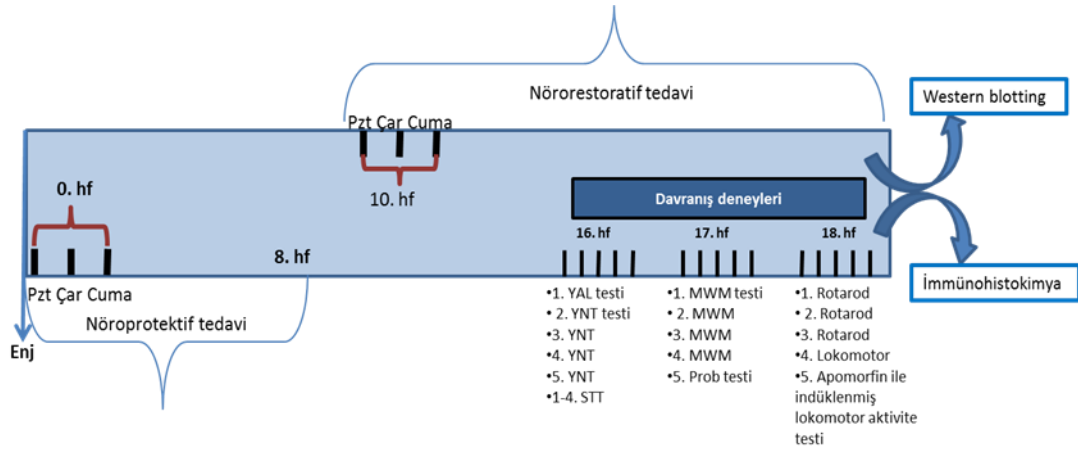 Nörorestoratif tedavi
Western blotting
Pzt Çar Cuma
10. hf
0. hf
Davranış deneyleri
16. hf
17. hf
18. hf
8. hf
Pzt Çar Cuma
Nöroprotektif tedavi
Enj
İmmünohistokimya
•1. YAL testi
• 2. YNT testi
•3. YNT
•4. YNT
•5. YNT
•1-4. STT
•1. MWM testi
• 2. MWM
•3. MWM
•4. MWM
•5. Prob testi
•1. Rotarod
• 2. Rotarod
•3. Rotarod
•4. Lokomotor
•5. Apomorfin ile
indüklenmiş
lokomotor aktivite
testi